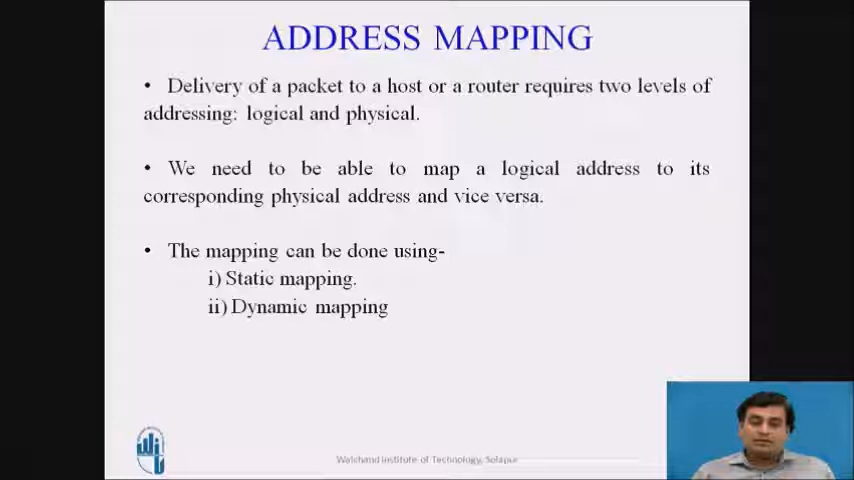 ADDRESS MAPPING
• Delivery of a packet to a host or a router requires two levels of
addressing: logical and physical.
• We need to be able to map a logical address to its
corresponding physical address and vice versa.
• The mapping can be done using-
i) Static mapping.
ii) Dynamic mapping
Walchand Institute of Technology, Solapur